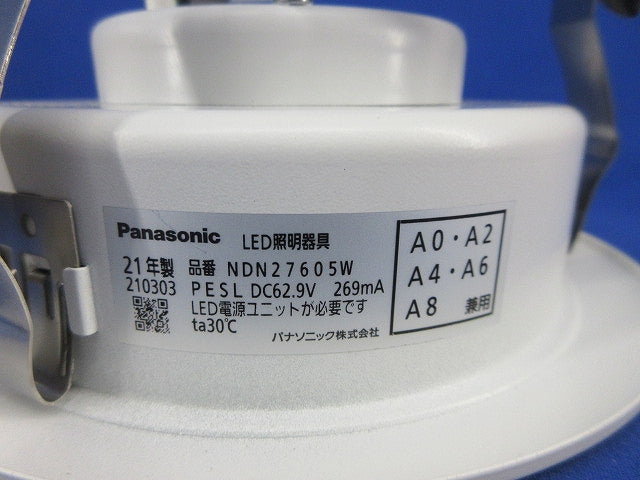 Panasonic LED照明器具
21年製 品番 NDN27605W
210303 PESL DC62.9V 269mA
LED電源ユニットが必要です
ta30℃
パナソニック株式会社
A0・A2
A4・A6
A8 兼用